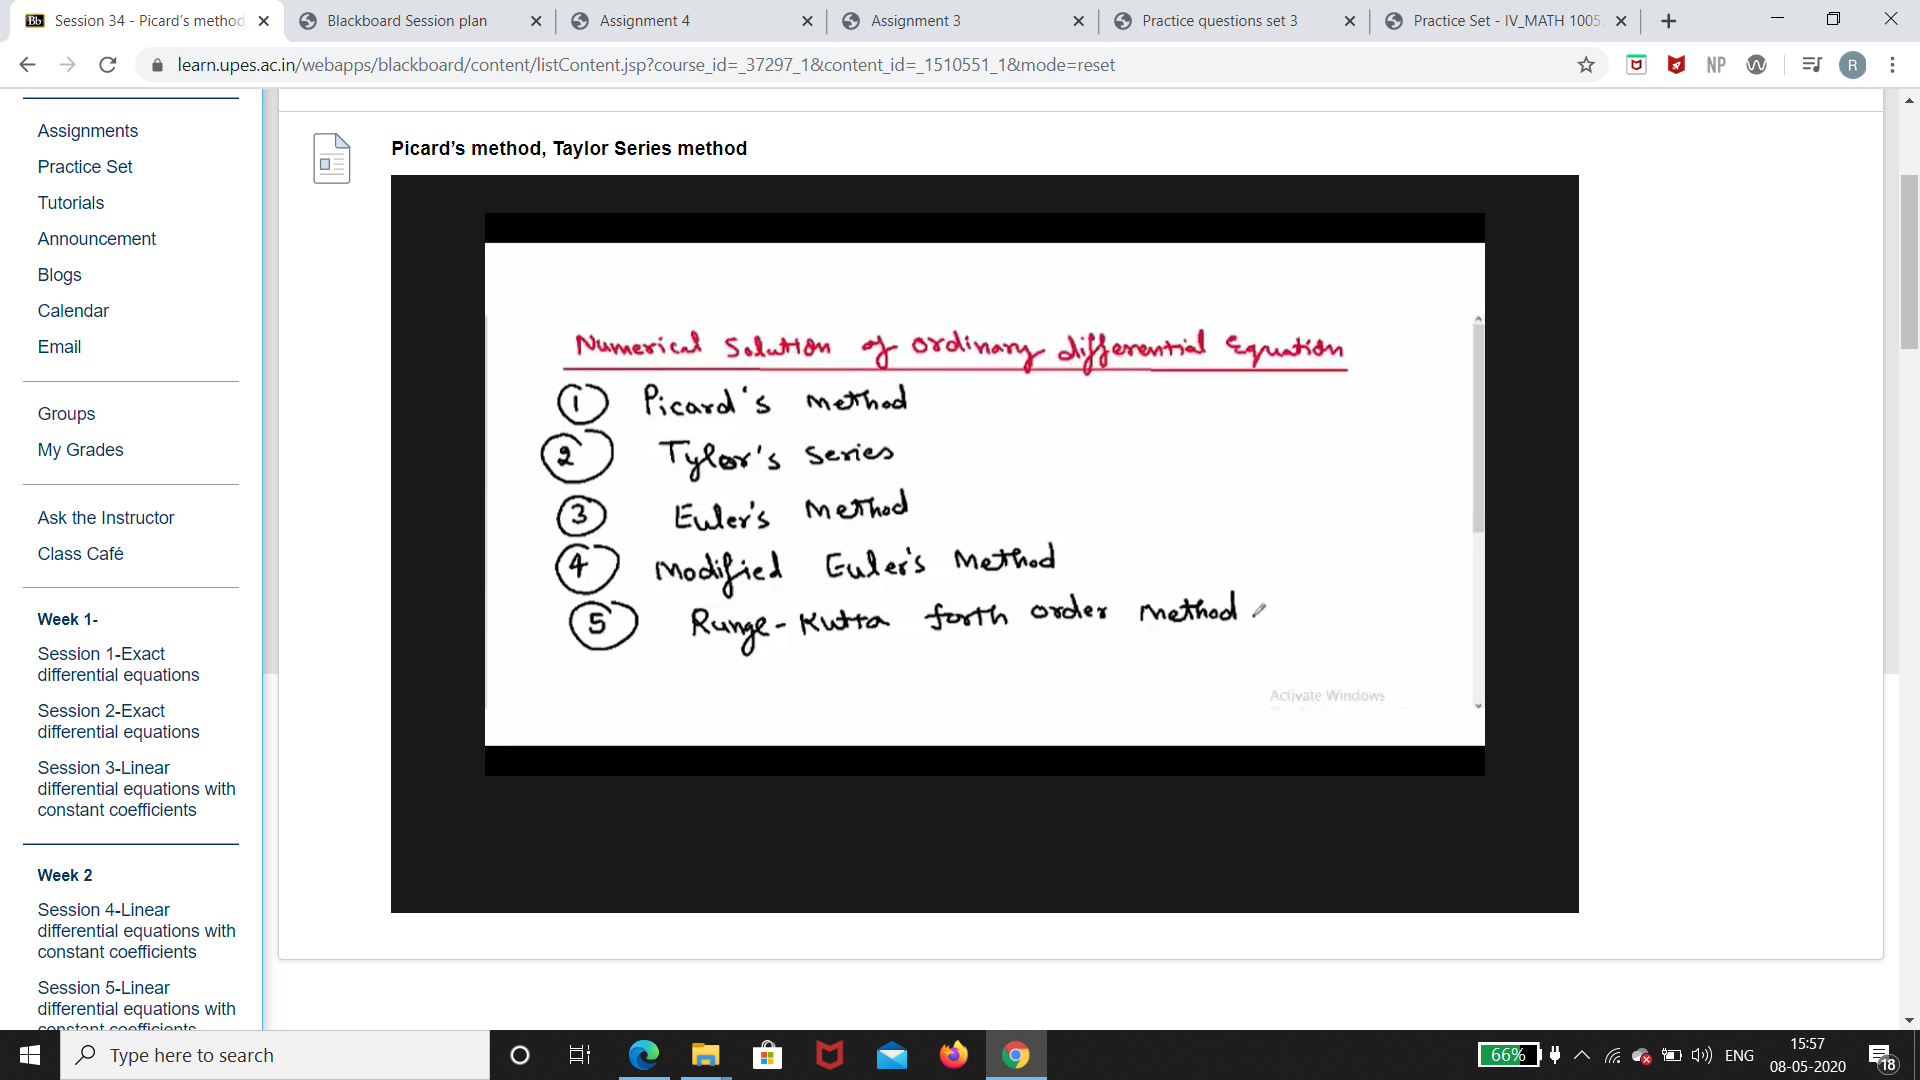 Session 34 - Picard's method
Blackboard Session plan
Assignment 4
Assignment 3
Practice questions set 3
Practice Set - IV_MATH 1005
learn.upes.ac.in/webapps/blackboard/content/listContent.jsp?course_id=_37297_1&content_id=_1510551_1&mode=reset
NP
R
Assignments
Practice Set
Tutorials
Announcement
Blogs
Calendar
Email
Groups
My Grades
Ask the Instructor
Class Café
Week 1-
Session 1-Exact
differential equations
Session 2-Exact
differential equations
Session 3-Linear
differential equations with
constant coefficients
Week 2
Session 4-Linear
differential equations with
constant coefficients
Session 5-Linear
differential equations with
constant coefficients
Picard's method, Taylor Series method
Numerical Solution of ordinary differential Equation
1 Picard's method
2 Tylor's series
3 Euler's method
4 Modified Euler's Method
5 Runge-Kutta forth order method
Activate Windows
Type here to search
66%
ENG
15:57
08-05-2020
18